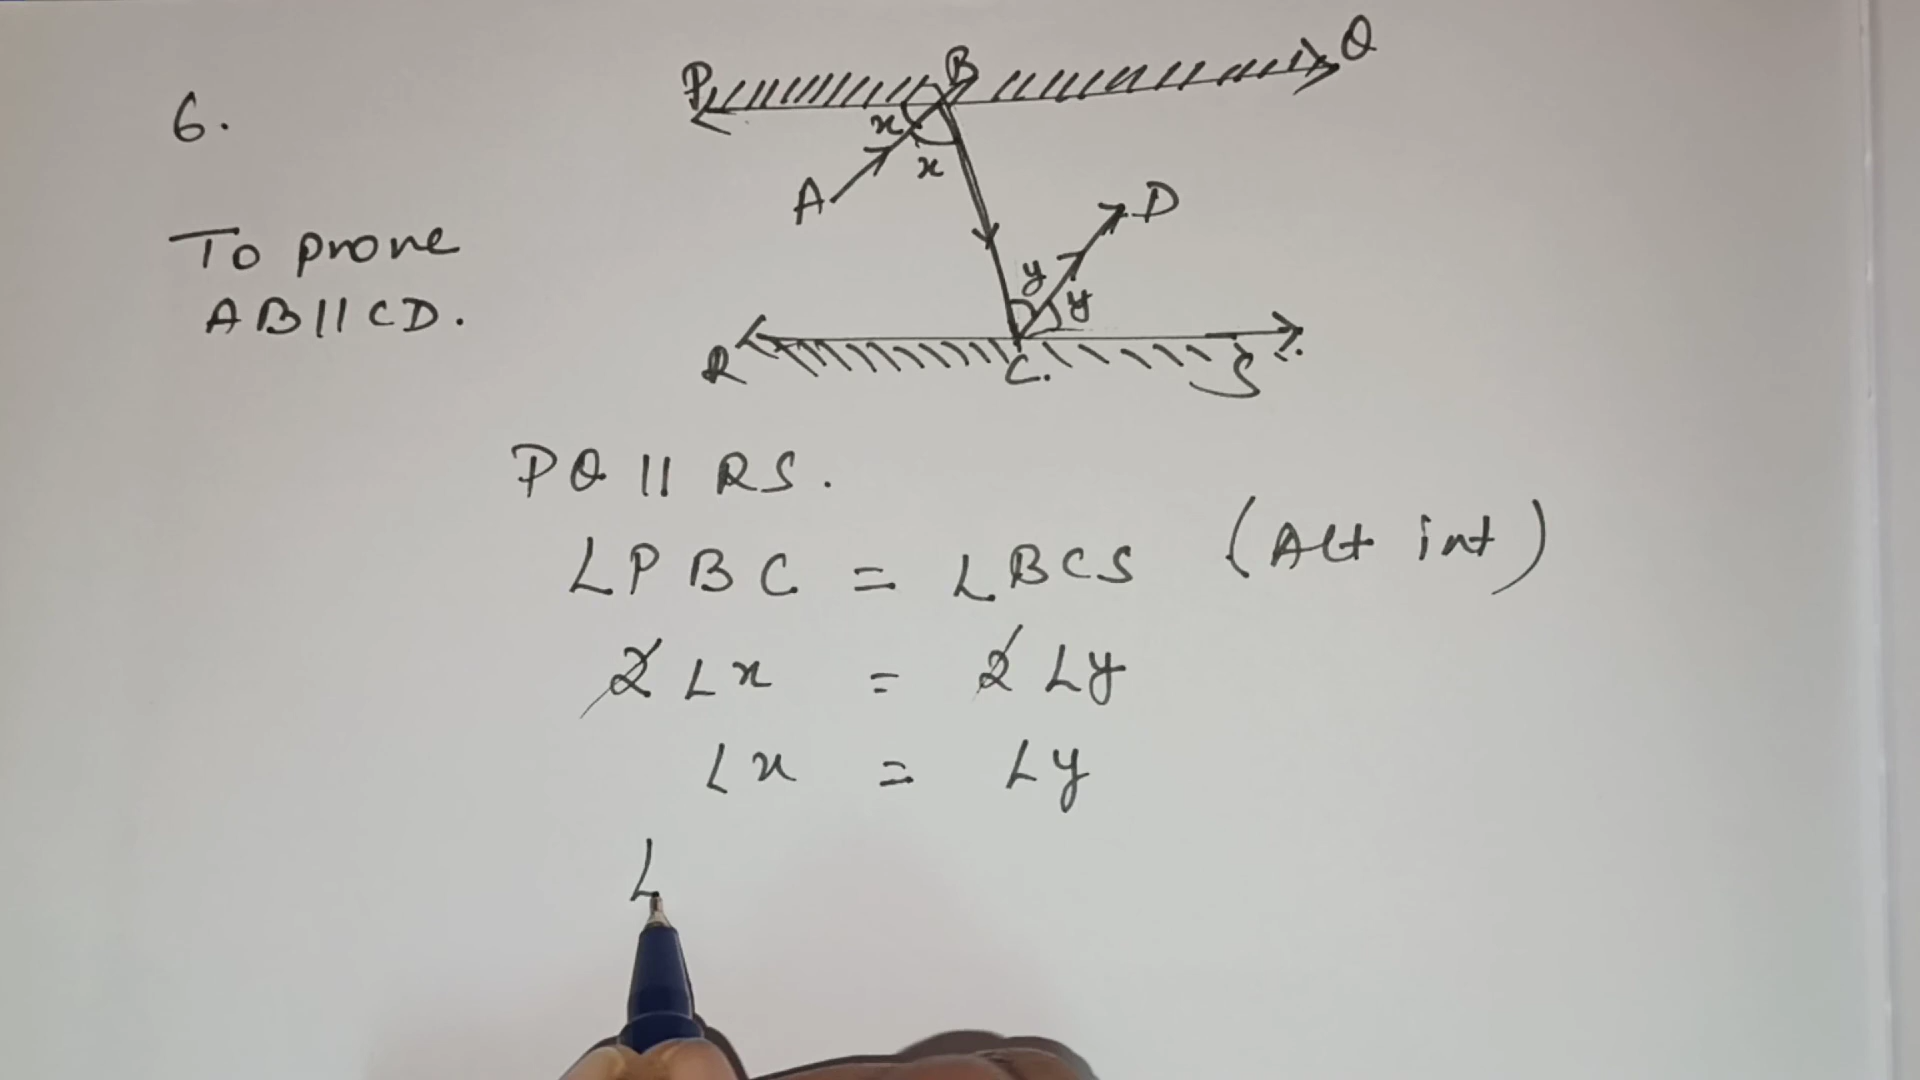 6.
To prove
AB || CD.
P B Q
x
x
A
D
y
y
R C. S
PQ || RS.
∠PBC = ∠BCS (Alt int)
2∠x = 2∠y
∠x = ∠y
∠